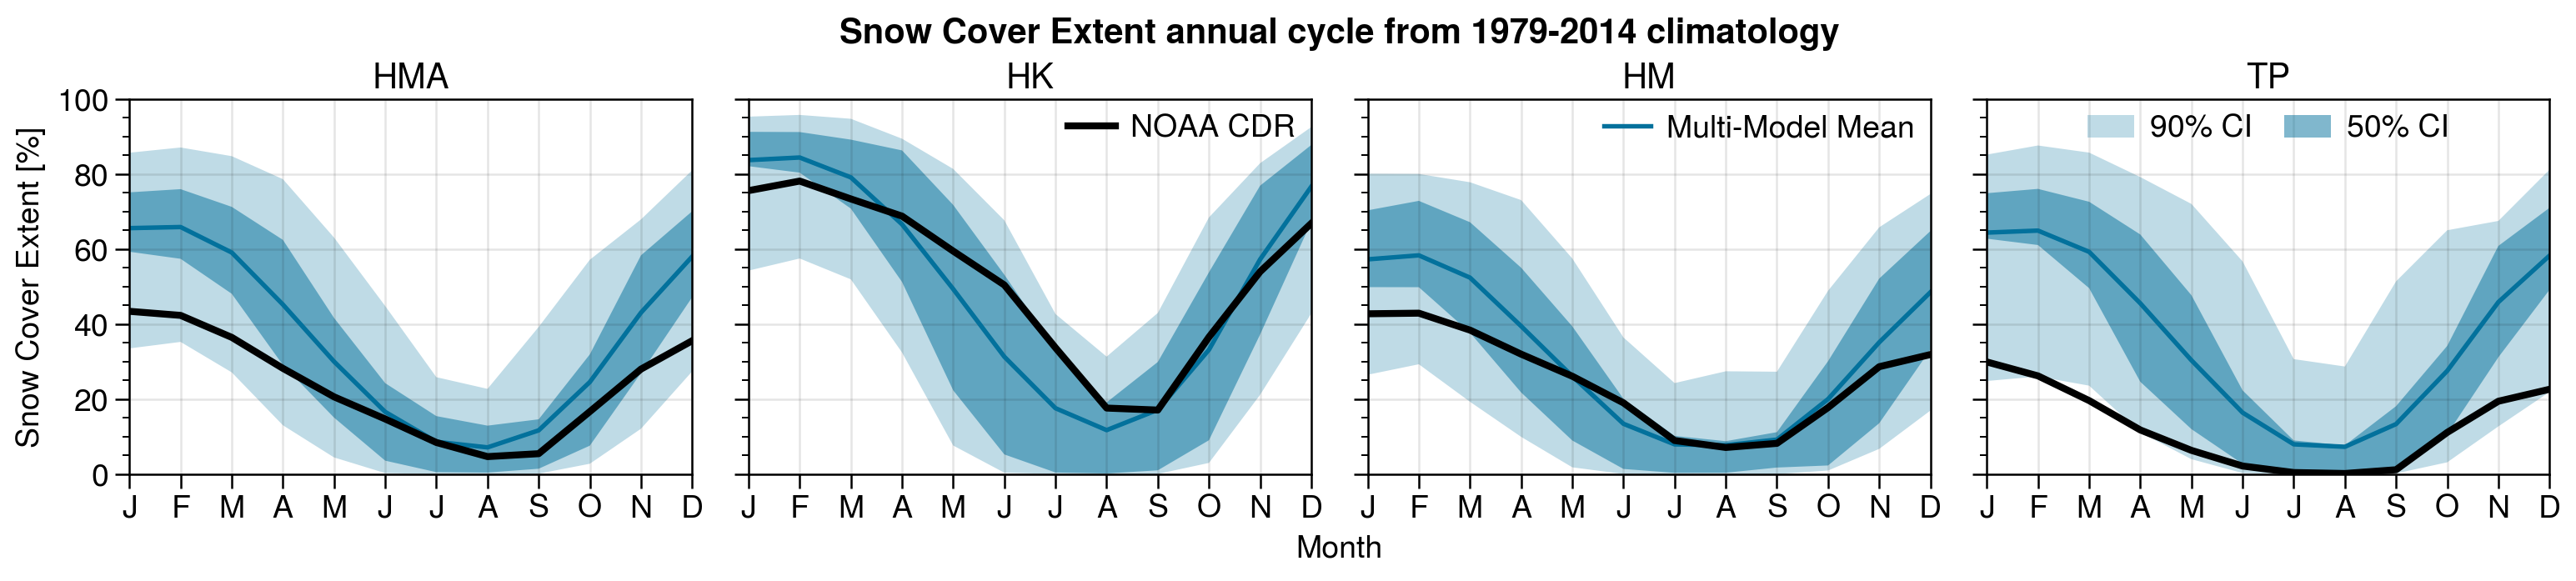 Snow Cover Extent annual cycle from 1979-2014 climatology
HMA
HK
HM
TP
Snow Cover Extent [%]
100
80
60
40
20
0
NOAA CDR
Multi-Model Mean
90% CI
50% CI
J F M A M J J A S O N D
J F M A M J J A S O N D
J F M A M J J A S O N D
J F M A M J J A S O N D
Month